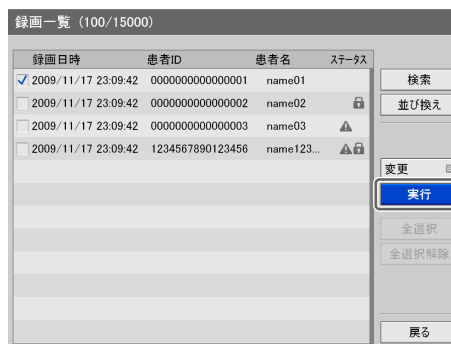 録画一覧 (100/15000)
録画日時 患者ID 患者名 ステータス
2009/11/17 23:09:42 0000000000000001 name01
2009/11/17 23:09:42 0000000000000002 name02
2009/11/17 23:09:42 0000000000000003 name03
2009/11/17 23:09:42 1234567890123456 name123...
検索
並び換え
変更
実行
全選択
全選択解除
戻る